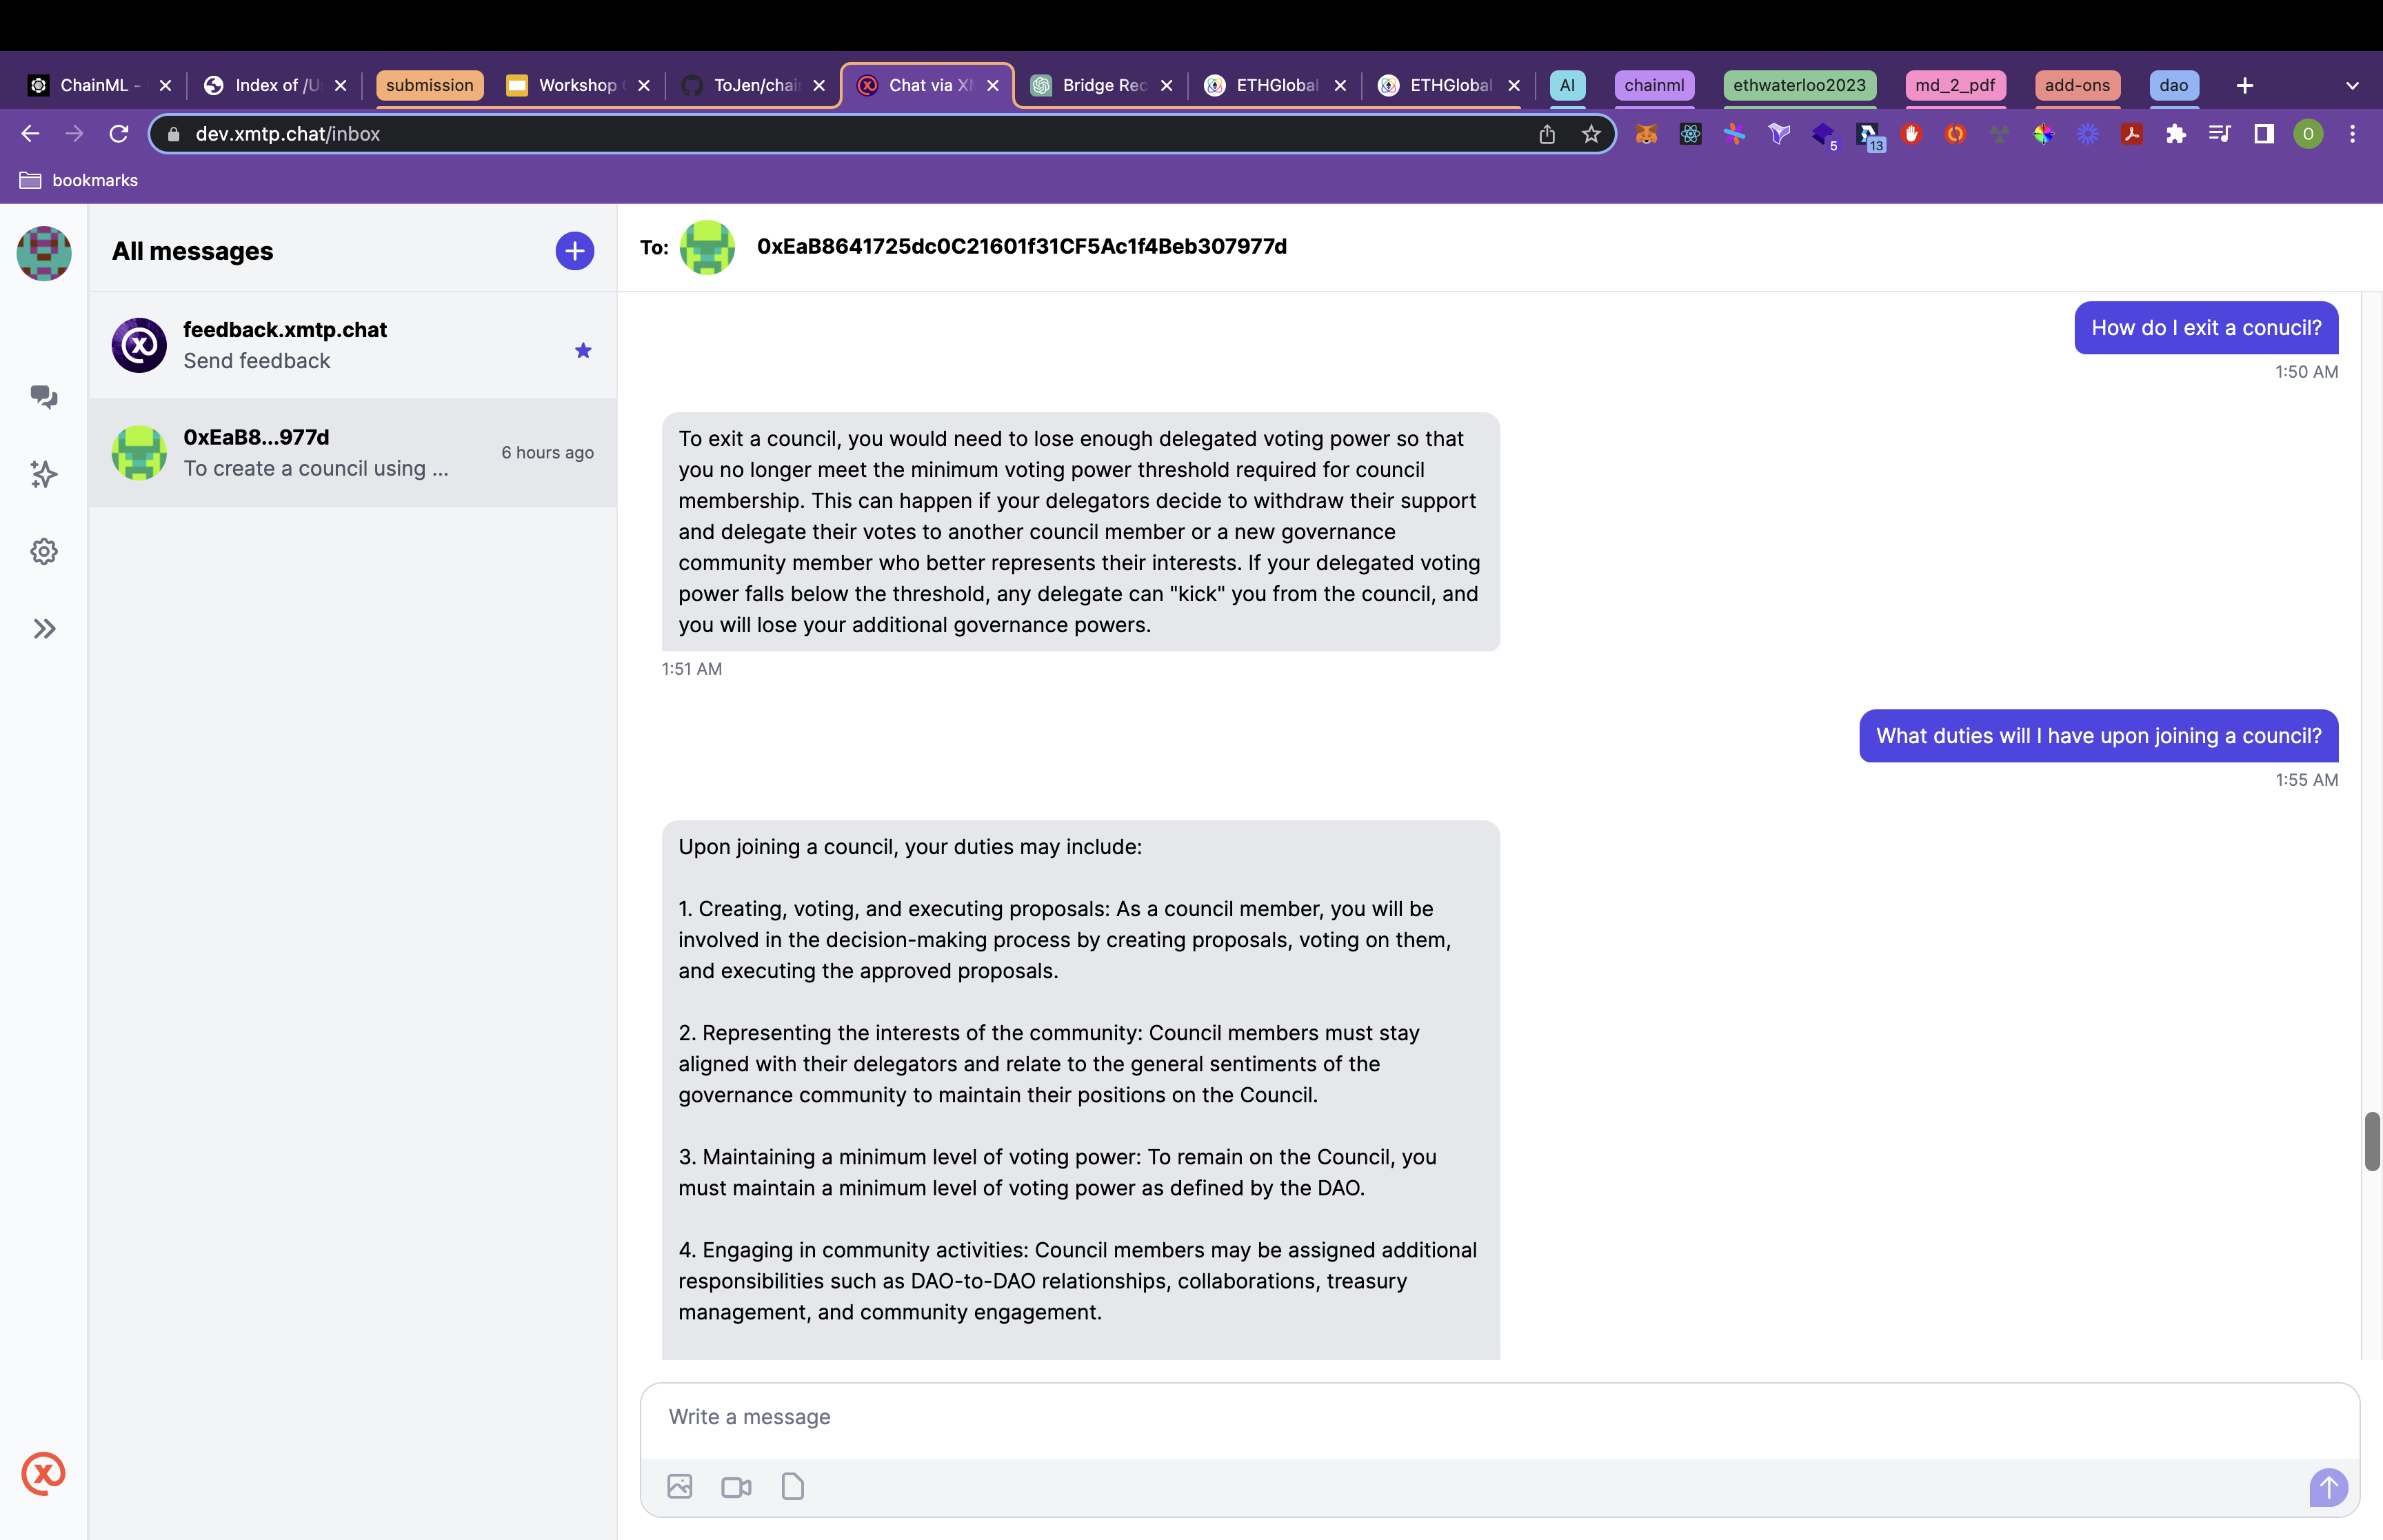 ChainML -
Index of /U
submission
Workshop
ToJen/chai
Chat via X
Bridge Rec
ETHGlobal
ETHGlobal
AI
chainml
ethwaterloo2023
md_2_pdf
add-ons
dao
dev.xmtp.chat/inbox
5
13
O
bookmarks
All messages
feedback.xmtp.chat
Send feedback
0xEaB8...977d
6 hours ago
To create a council using ...
To:
0xEaB8641725dc0C21601f31CF5Ac1f4Beb307977d
How do I exit a conucil?
1:50 AM
To exit a council, you would need to lose enough delegated voting power so that
you no longer meet the minimum voting power threshold required for council
membership. This can happen if your delegators decide to withdraw their support
and delegate their votes to another council member or a new governance
community member who better represents their interests. If your delegated voting
power falls below the threshold, any delegate can "kick" you from the council, and
you will lose your additional governance powers.
1:51 AM
What duties will I have upon joining a council?
1:55 AM
Upon joining a council, your duties may include:
1. Creating, voting, and executing proposals: As a council member, you will be
involved in the decision-making process by creating proposals, voting on them,
and executing the approved proposals.
2. Representing the interests of the community: Council members must stay
aligned with their delegators and relate to the general sentiments of the
governance community to maintain their positions on the Council.
3. Maintaining a minimum level of voting power: To remain on the Council, you
must maintain a minimum level of voting power as defined by the DAO.
4. Engaging in community activities: Council members may be assigned additional
responsibilities such as DAO-to-DAO relationships, collaborations, treasury
management, and community engagement.
Write a message